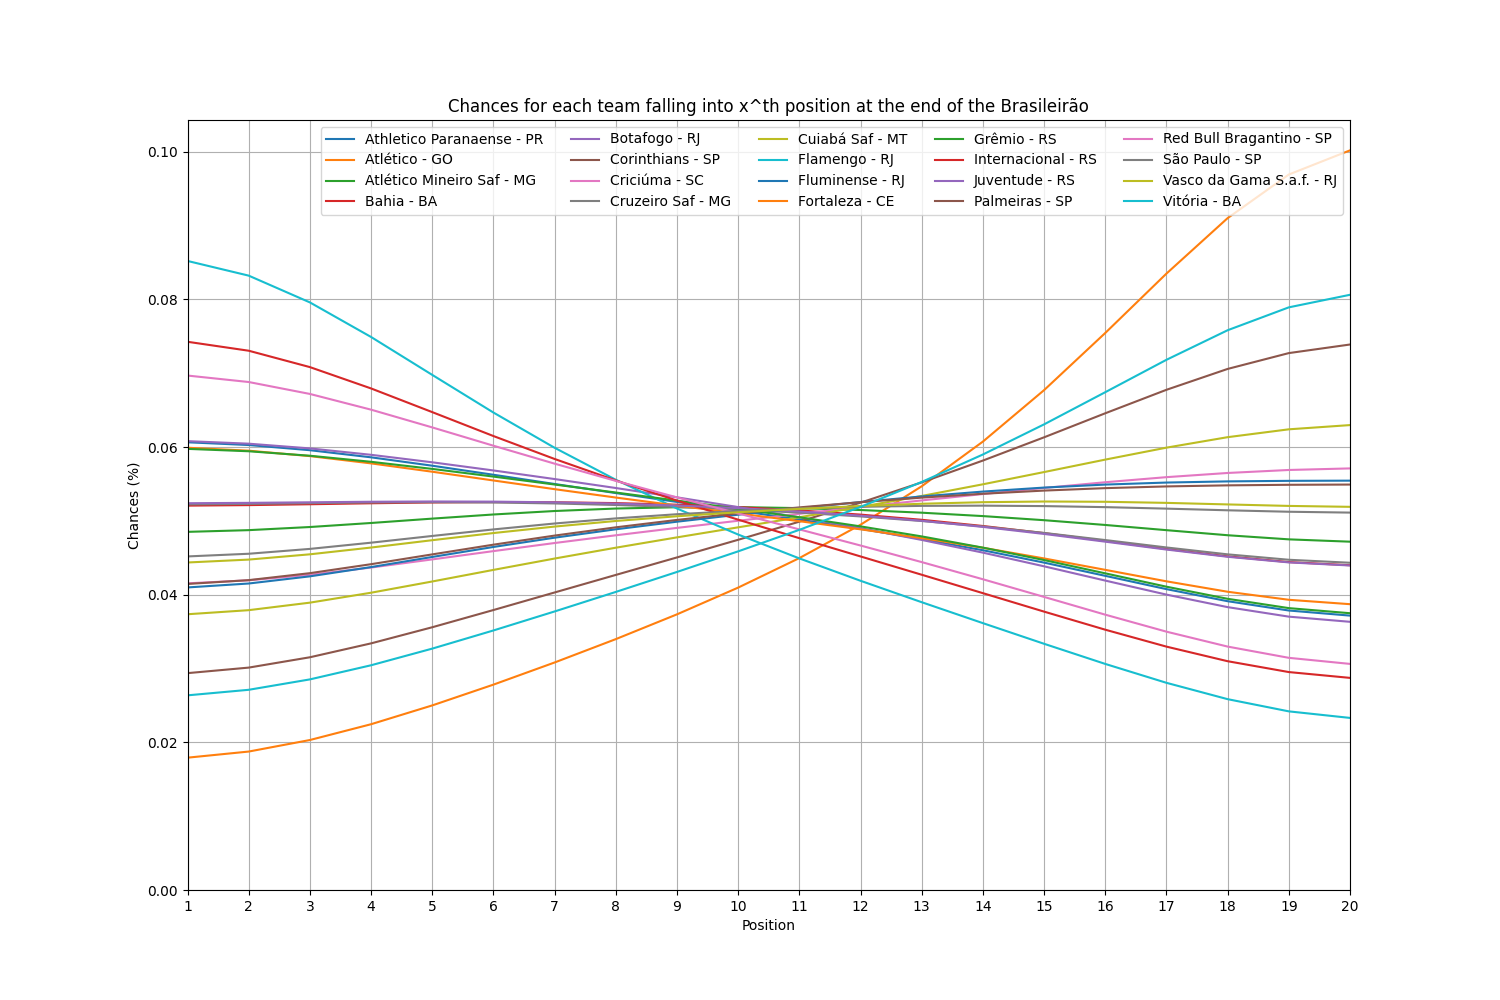 Chances for each team falling into x^th position at the end of the Brasileirão
Athletico Paranaense - PR
Atlético - GO
Atlético Mineiro Saf - MG
Bahia - BA
Botafogo - RJ
Corinthians - SP
Criciúma - SC
Cruzeiro Saf - MG
Cuiabá Saf - MT
Flamengo - RJ
Fluminense - RJ
Fortaleza - CE
Grêmio - RS
Internacional - RS
Juventude - RS
Palmeiras - SP
Red Bull Bragantino - SP
São Paulo - SP
Vasco da Gama S.a.f. - RJ
Vitória - BA
Chances (%)
0.10
0.08
0.06
0.04
0.02
0.00
1 2 3 4 5 6 7 8 9 10 11 12 13 14 15 16 17 18 19 20
Position